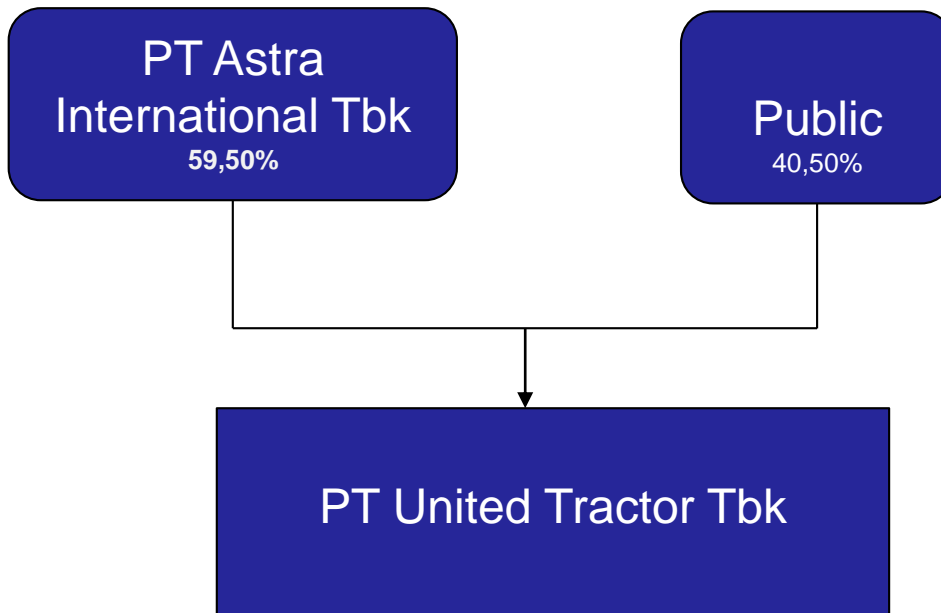 PT Astra
International Tbk
59,50%
Public
40,50%
PT United Tractor Tbk